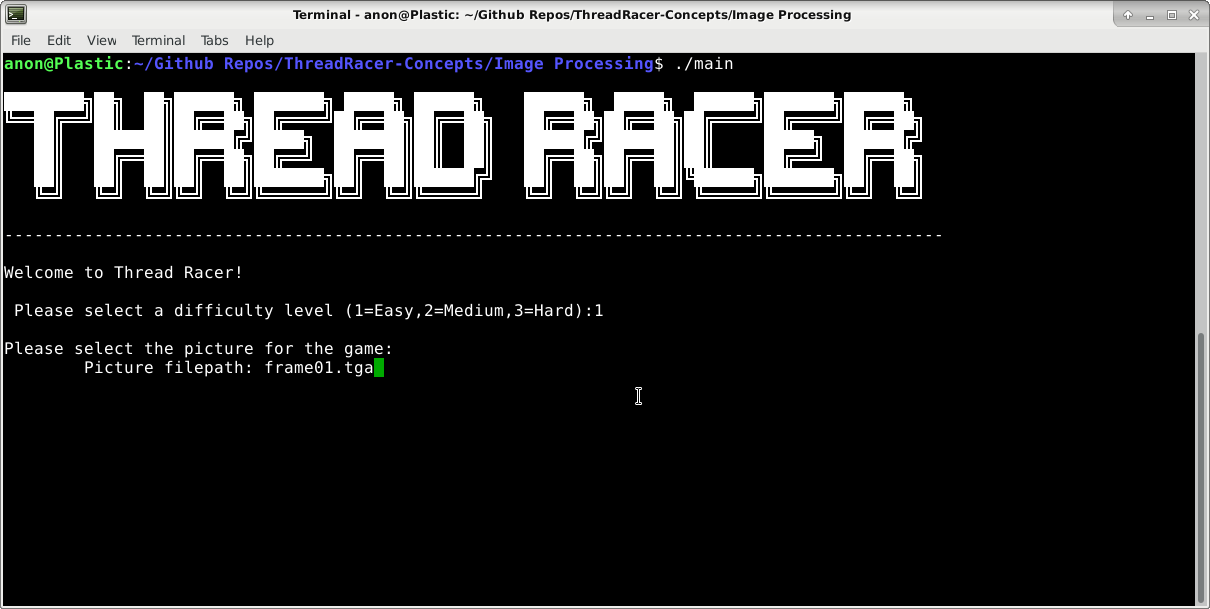 Terminal - anon@Plastic: ~/Github Repos/ThreadRacer-Concepts/Image Processing
File Edit View Terminal Tabs Help
anon@Plastic:~/Github Repos/ThreadRacer-Concepts/Image Processing$ ./main
THREAD RACER
----------------------------------------------------------------------------------------------
Welcome to Thread Racer!
Please select a difficulty level (1=Easy,2=Medium,3=Hard):1
Please select the picture for the game:
Picture filepath: frame01.tga